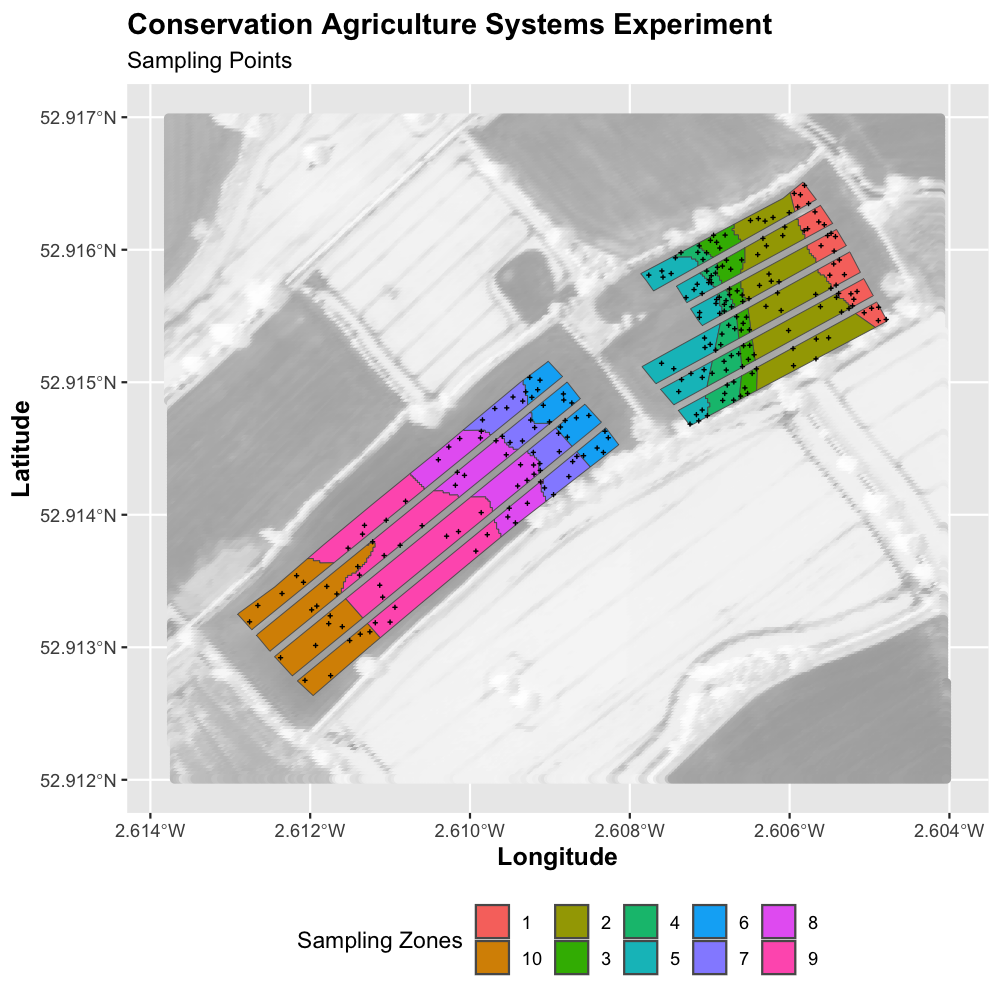 Conservation Agriculture Systems Experiment
Sampling Points
52.917°N
52.916°N
52.915°N
52.914°N
52.913°N
52.912°N
Latitude
2.614°W 2.612°W 2.610°W 2.608°W 2.606°W 2.604°W
Longitude
Sampling Zones
1 2 4 6 8
10 3 5 7 9